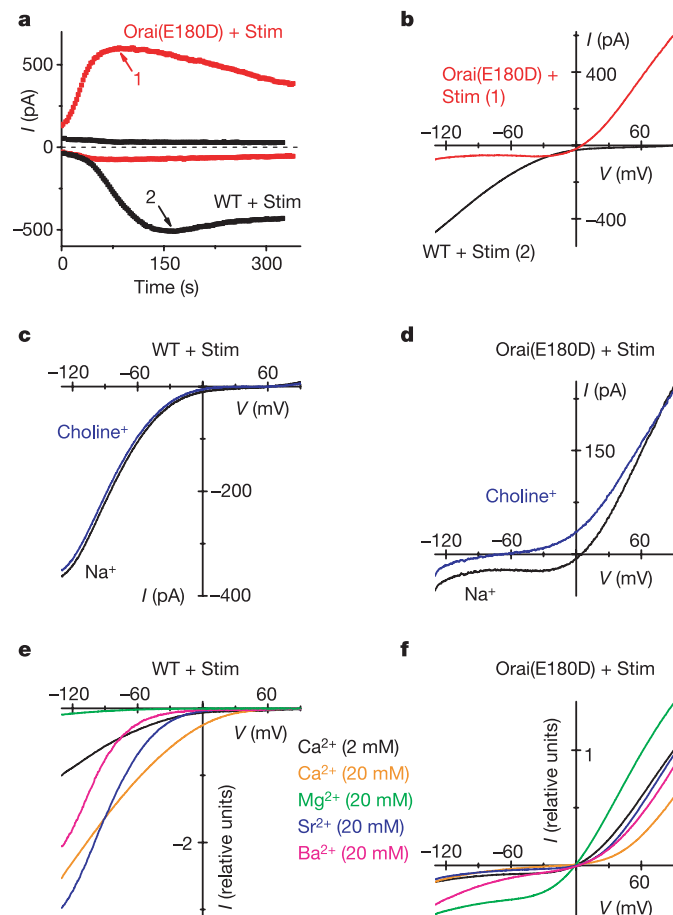 a
Orai(E180D) + Stim
500
I (pA)
0
−500
1
2
WT + Stim
0 150 300
Time (s)
b
I (pA)
400
Orai(E180D) +
Stim (1)
−120 −60 60
V (mV)
−400
WT + Stim (2)
c
WT + Stim
−120 −60 60
V (mV)
Choline+
−200
Na+
I (pA) −400
d
Orai(E180D) + Stim
I (pA)
150
Choline+
−120 −60 60
V (mV)
Na+
e
WT + Stim
−120 −60 60
V (mV)
−2
I (relative units)
Ca2+ (2 mM)
Ca2+ (20 mM)
Mg2+ (20 mM)
Sr2+ (20 mM)
Ba2+ (20 mM)
f
Orai(E180D) + Stim
1
I (relative units)
−120 −60 60
V (mV)